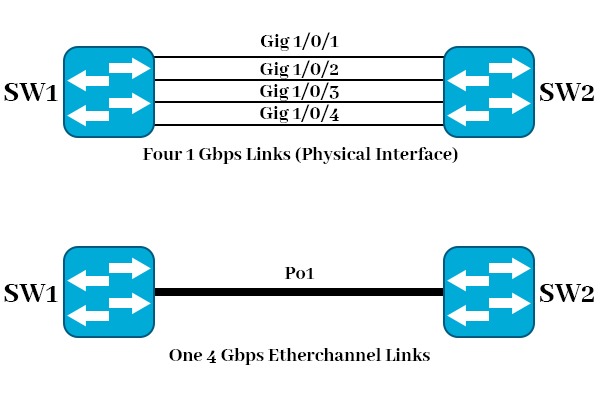 Gig 1/0/1
Gig 1/0/2
SW1
SW2
Gig 1/0/3
Gig 1/0/4
Four 1 Gbps Links (Physical Interface)
Po1
SW1
SW2
One 4 Gbps Etherchannel Links